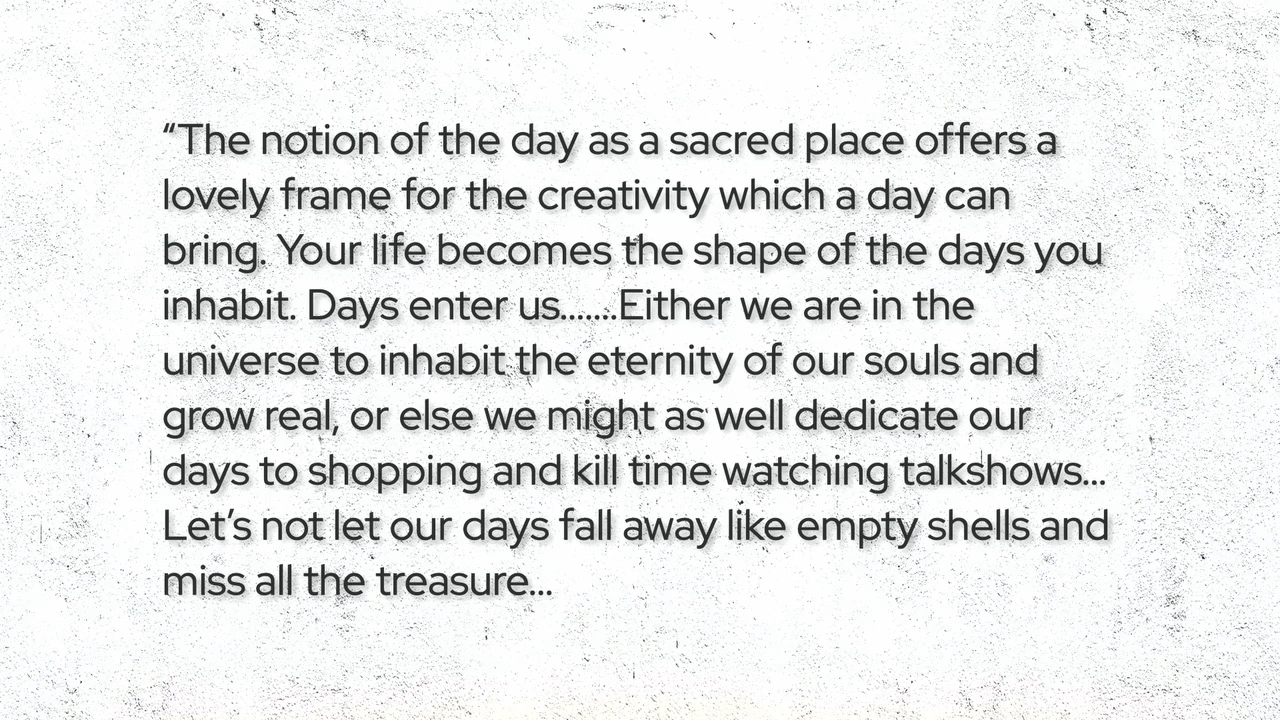 “The notion of the day as a sacred place offers a
lovely frame for the creativity which a day can
bring. Your life becomes the shape of the days you
inhabit. Days enter us.......Either we are in the
universe to inhabit the eternity of our souls and
grow real, or else we might as well dedicate our
days to shopping and kill time watching talkshows...
Let’s not let our days fall away like empty shells and
miss all the treasure...